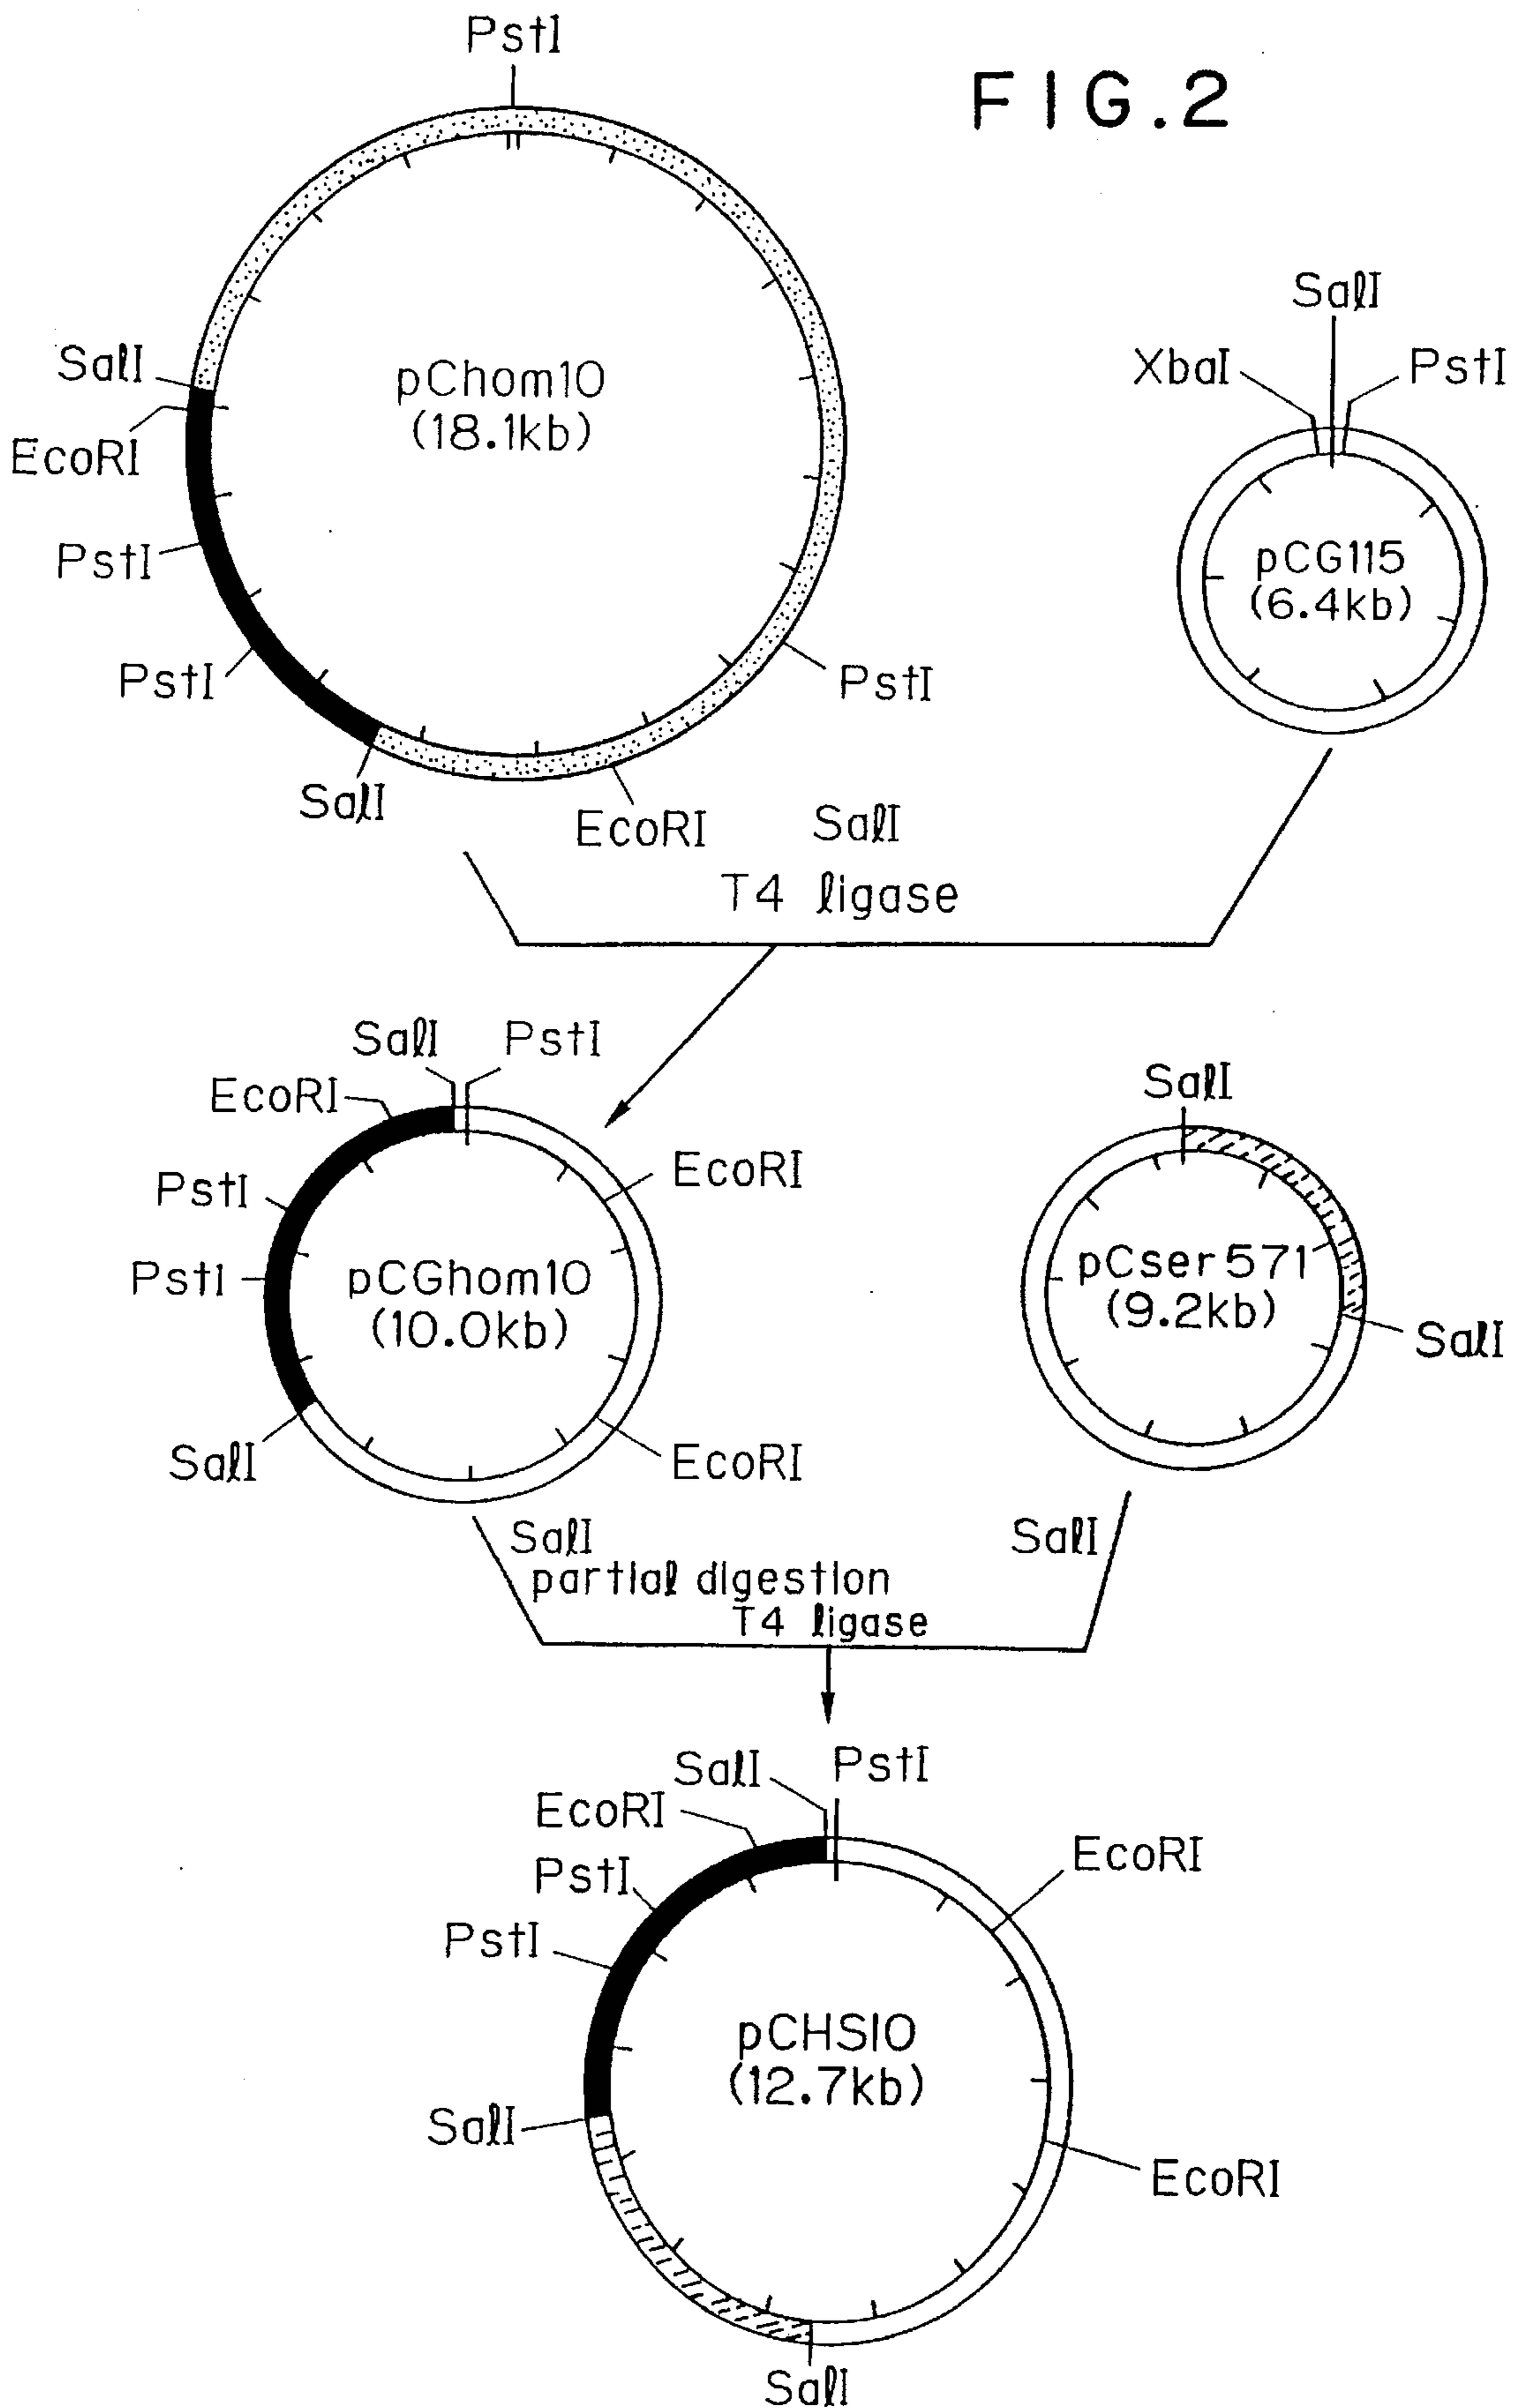 FIG.2
PstI
SalI
EcoRI
PstI
PstI
SalI
EcoRI
PstI
pChom10
(18.1kb)
SalI
XbaI
PstI
pCG115
(6.4kb)
SalI
T4 ligase
SalI
PstI
EcoRI
PstI
PstI
SalI
EcoRI
EcoRI
pCGhom10
(10.0kb)
SalI
pCser571
(9.2kb)
SalI
SalI
partial digestion
SalI
T4 ligase
SalI
PstI
EcoRI
PstI
PstI
EcoRI
pCHS10
(12.7kb)
SalI
EcoRI
SalI